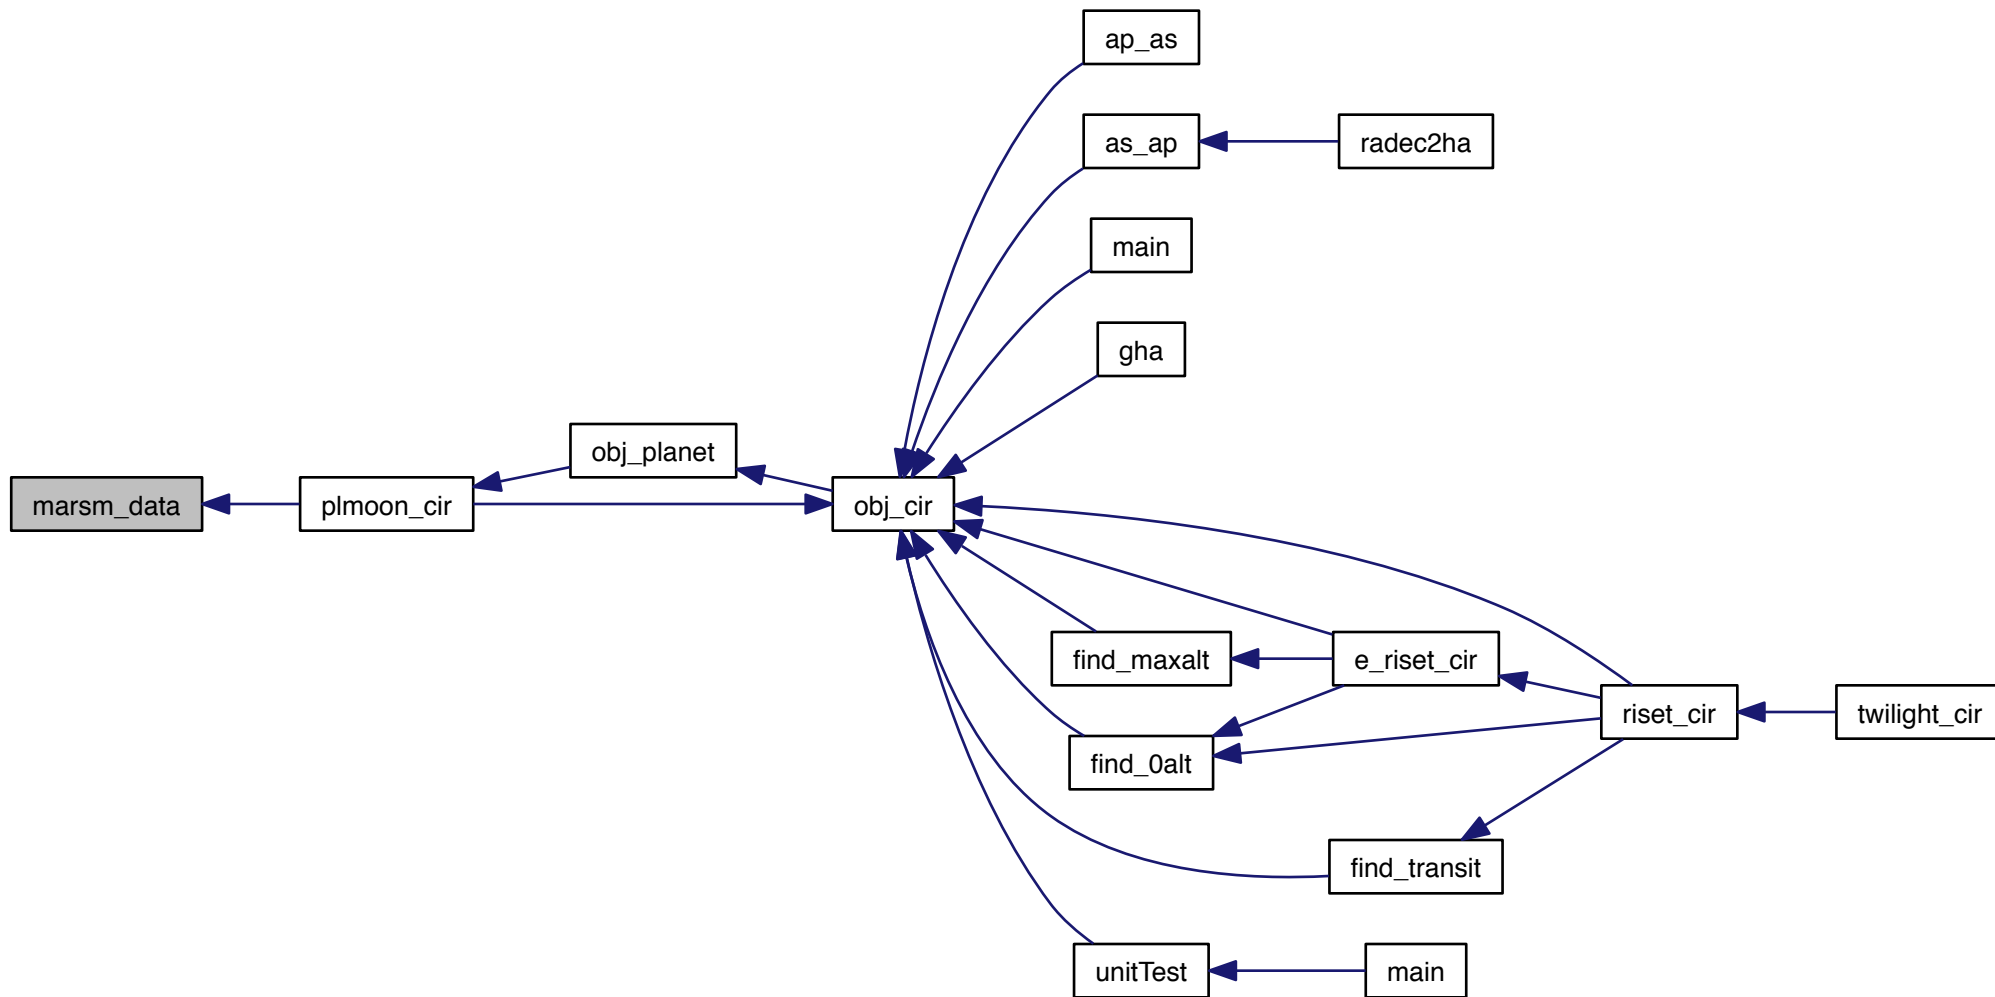 ap_as
as_ap
radec2ha
main
gha
obj_planet
marsm_data
plmoon_cir
obj_cir
find_maxalt
e_riset_cir
riset_cir
twilight_cir
find_0alt
find_transit
unitTest
main